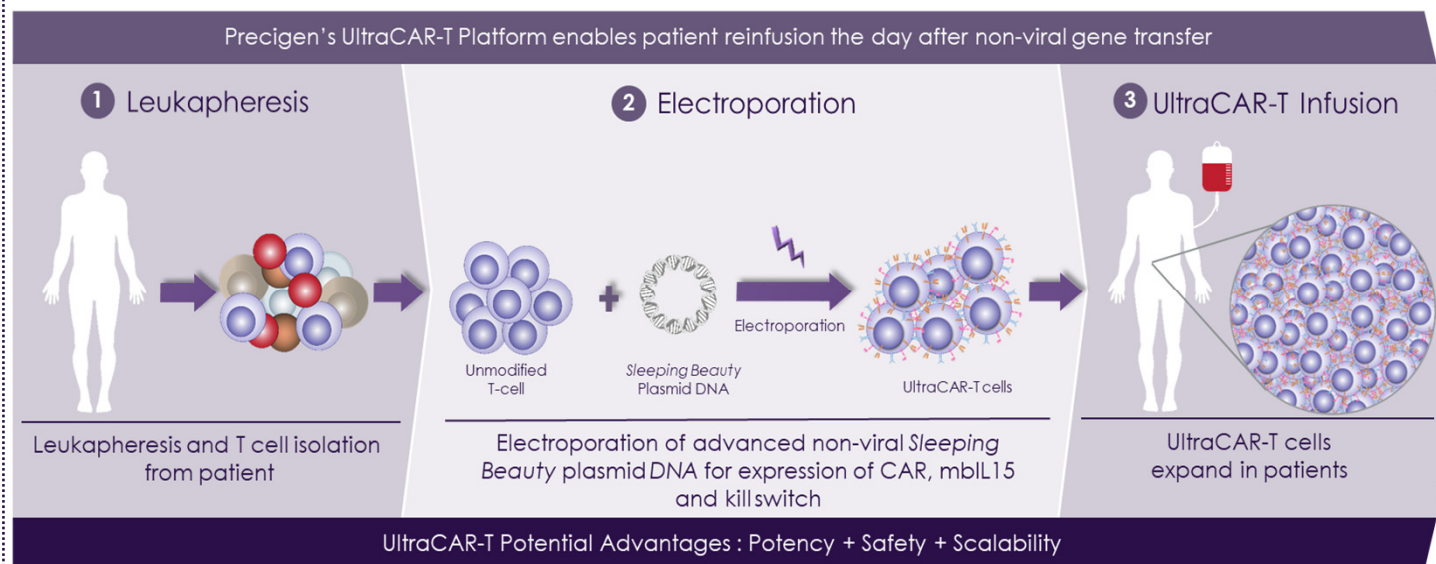 Precigen's UltraCAR-T Platform enables patient reinfusion the day after non-viral gene transfer
1 Leukapheresis
2 Electroporation
3 UltraCAR-T Infusion
Unmodified
T-cell
+
Sleeping Beauty
Plasmid DNA
Electroporation
UltraCAR-T cells
Leukapheresis and T cell isolation
from patient
Electroporation of advanced non-viral Sleeping
Beauty plasmid DNA for expression of CAR, mbIL15
and kill switch
UltraCAR-T cells
expand in patients
UltraCAR-T Potential Advantages : Potency + Safety + Scalability